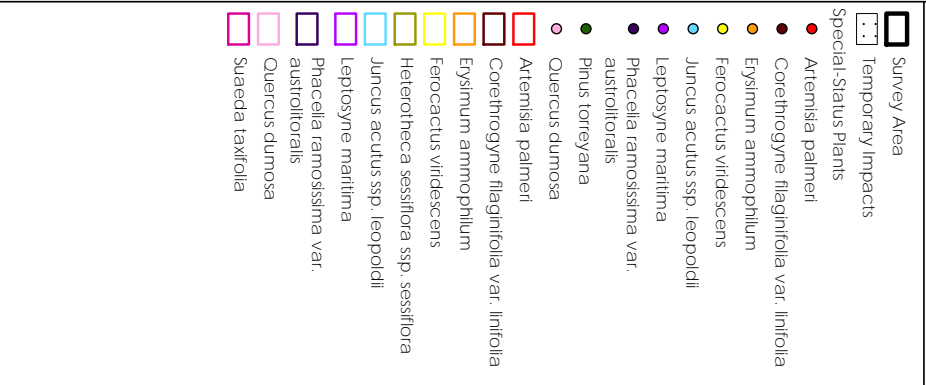 Survey Area
Temporary Impacts
Special-Status Plants
Artemisia palmeri
Corethrogyne filaginifolia var. linifolia
Erysimum ammophilum
Ferocactus viridescens
Juncus acutus ssp. leopoldii
Leptosyne maritima
Phacelia ramosissima var.
austrolitoralis
Pinus torreyana
Quercus dumosa
Artemisia palmeri
Corethrogyne filaginifolia var. linifolia
Erysimum ammophilum
Ferocactus viridescens
Heterotheca sessiflora ssp. sessiflora
Juncus acutus ssp. leopoldii
Leptosyne maritima
Phacelia ramosissima var.
austrolitoralis
Quercus dumosa
Suaeda taxifolia